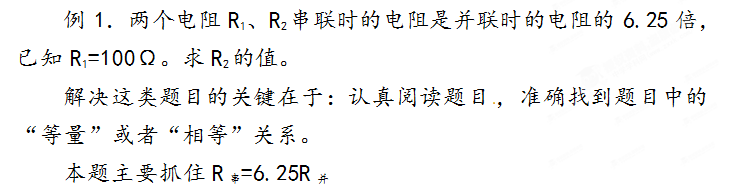 例 1．两个电阻 R₁、R₂串联时的电阻是并联时的电阻的 6.25 倍，
已知 R₁=100Ω。求 R₂的值。
解决这类题目的关键在于：认真阅读题目，准确找到题目中的
“等量”或者“相等”关系。
本题主要抓住 R 串=6.25R 并